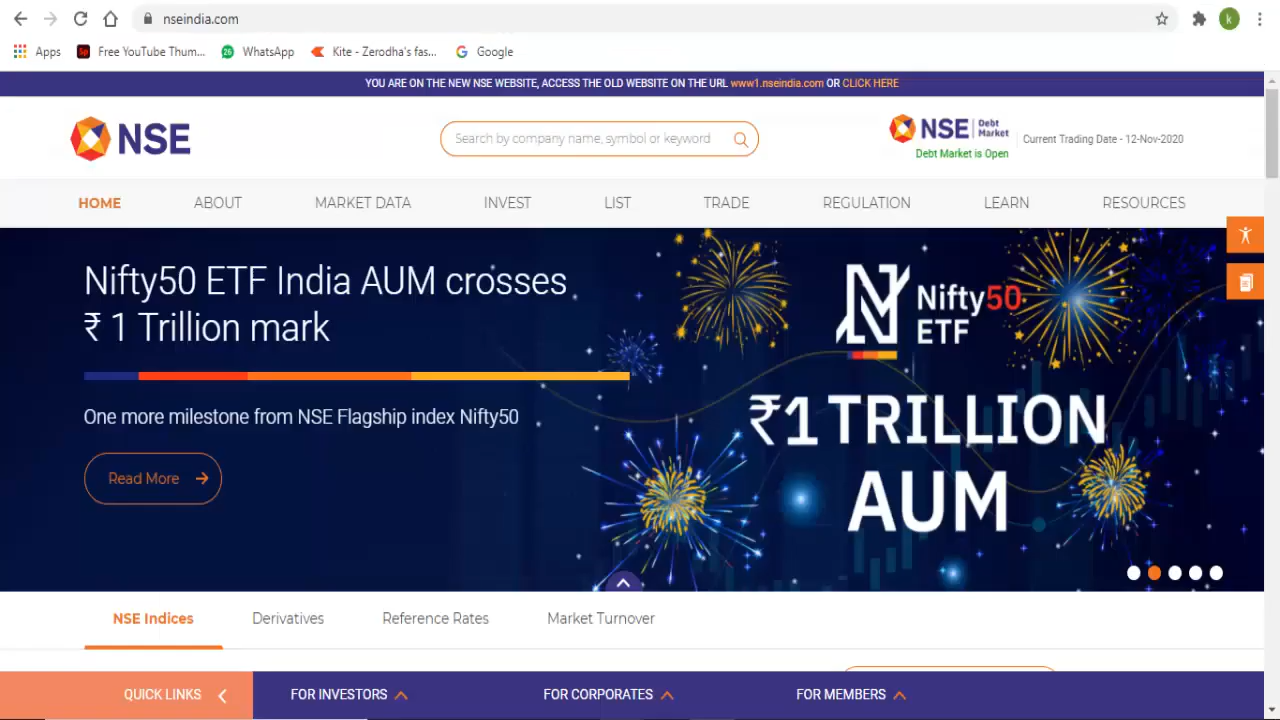 nseindia.com
k
Apps
Sp
Free YouTube Thum...
26
WhatsApp
Kite - Zerodha's fas...
G
Google
YOU ARE ON THE NEW NSE WEBSITE, ACCESS THE OLD WEBSITE ON THE URL www1.nseindia.com OR CLICK HERE
NSE
Search by company name, symbol or keyword
NSE
Debt
Market
Debt Market is Open
Current Trading Date - 12-Nov-2020
HOME
ABOUT
MARKET DATA
INVEST
LIST
TRADE
REGULATION
LEARN
RESOURCES
Nifty50 ETF India AUM crosses
₹ 1 Trillion mark
One more milestone from NSE Flagship index Nifty50
Read More
Nifty50
ETF
₹1 TRILLION
AUM
NSE Indices
Derivatives
Reference Rates
Market Turnover
QUICK LINKS
FOR INVESTORS
FOR CORPORATES
FOR MEMBERS